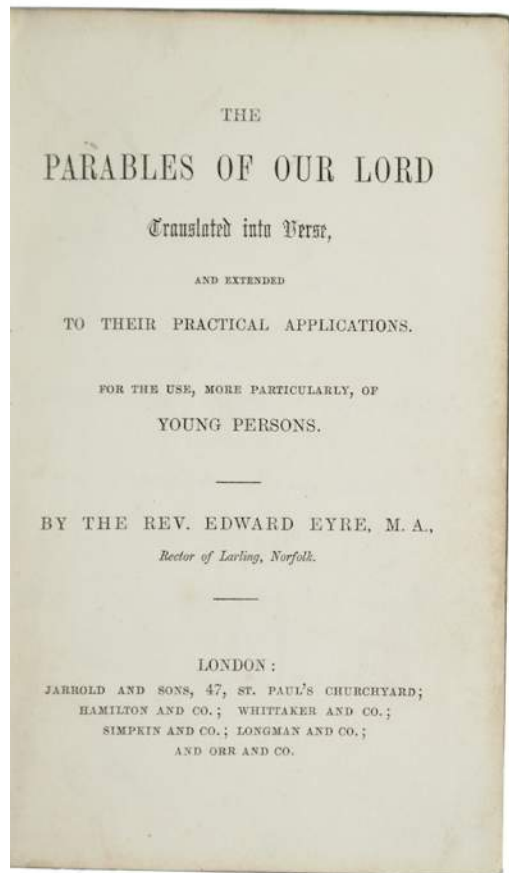 THE
PARABLES OF OUR LORD
Translated into Verse,
AND EXTENDED
TO THEIR PRACTICAL APPLICATIONS.
FOR THE USE, MORE PARTICULARLY, OF
YOUNG PERSONS.
BY THE REV. EDWARD EYRE, M. A.,
Rector of Larling, Norfolk.
LONDON:
JARROLD AND SONS, 47, ST. PAUL'S CHURCHYARD;
HAMILTON AND CO.; WHITTAKER AND CO.;
SIMPKIN AND CO.; LONGMAN AND CO.;
AND ORR AND CO.